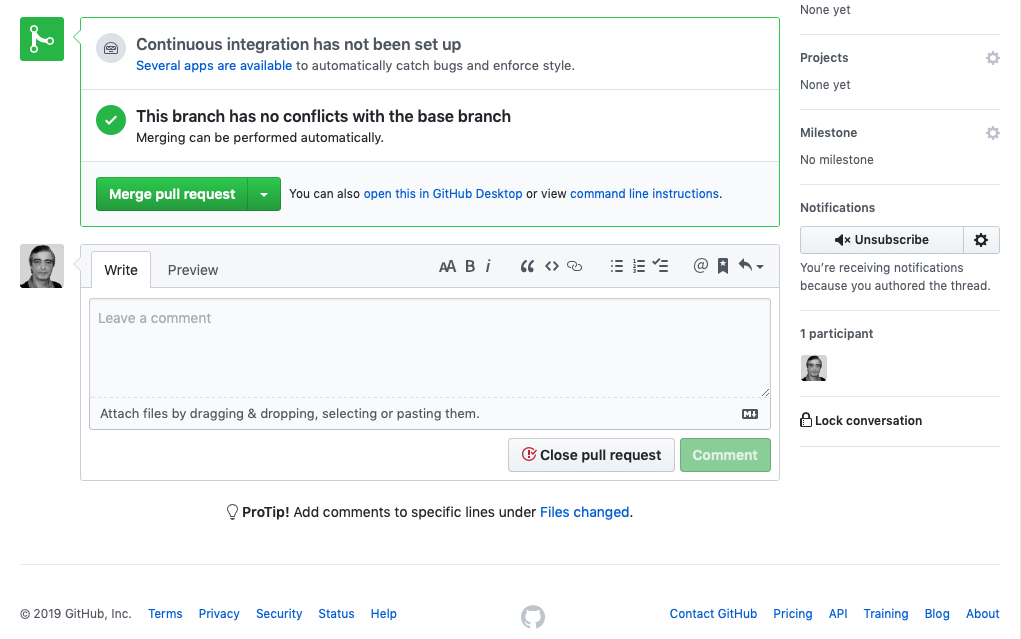 None yet
Continuous integration has not been set up
Several apps are available to automatically catch bugs and enforce style.
Projects
None yet
This branch has no conflicts with the base branch
Merging can be performed automatically.
Milestone
No milestone
Merge pull request
You can also open this in GitHub Desktop or view command line instructions.
Notifications
Unsubscribe
You're receiving notifications
because you authored the thread.
Write
Preview
AA B i
@
Leave a comment
Attach files by dragging & dropping, selecting or pasting them.
Close pull request
Comment
1 participant
Lock conversation
ProTip! Add comments to specific lines under Files changed.
© 2019 GitHub, Inc. Terms Privacy Security Status Help
Contact GitHub Pricing API Training Blog About